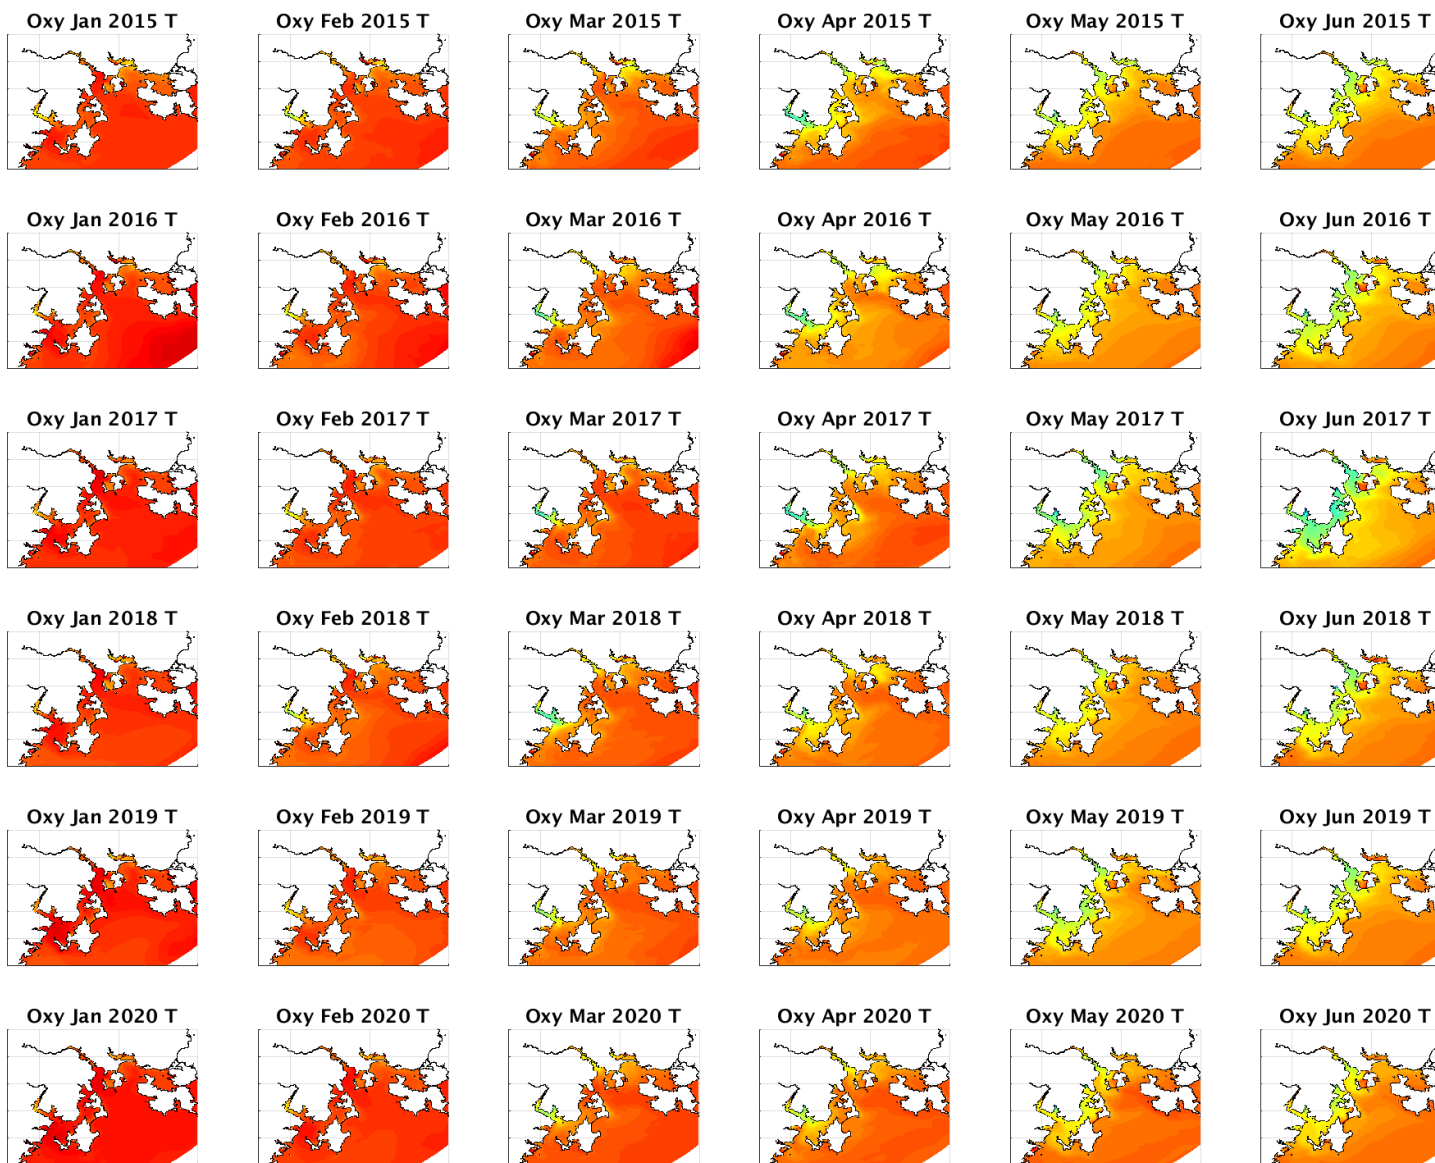 Oxy Jan 2015 T
Oxy Feb 2015 T
Oxy Mar 2015 T
Oxy Apr 2015 T
Oxy May 2015 T
Oxy Jun 2015 T
Oxy Jan 2016 T
Oxy Feb 2016 T
Oxy Mar 2016 T
Oxy Apr 2016 T
Oxy May 2016 T
Oxy Jun 2016 T
Oxy Jan 2017 T
Oxy Feb 2017 T
Oxy Mar 2017 T
Oxy Apr 2017 T
Oxy May 2017 T
Oxy Jun 2017 T
Oxy Jan 2018 T
Oxy Feb 2018 T
Oxy Mar 2018 T
Oxy Apr 2018 T
Oxy May 2018 T
Oxy Jun 2018 T
Oxy Jan 2019 T
Oxy Feb 2019 T
Oxy Mar 2019 T
Oxy Apr 2019 T
Oxy May 2019 T
Oxy Jun 2019 T
Oxy Jan 2020 T
Oxy Feb 2020 T
Oxy Mar 2020 T
Oxy Apr 2020 T
Oxy May 2020 T
Oxy Jun 2020 T